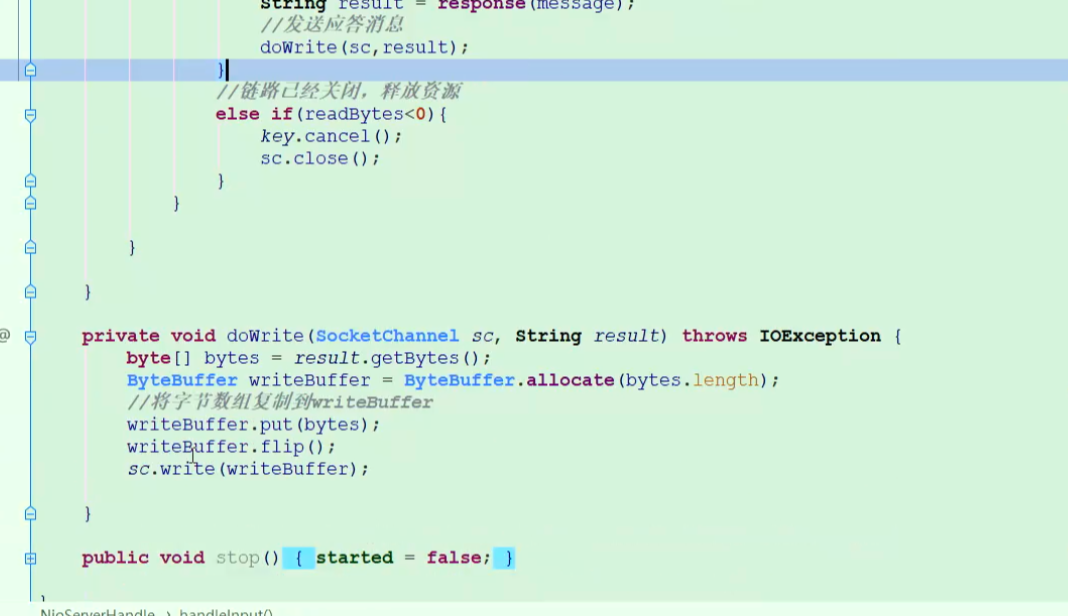 String result = response(message);
//发送应答消息
doWrite(sc,result);
}
//链路已经关闭，释放资源
else if(readBytes<0){
key.cancel();
sc.close();
}
}
}
}
@
private void doWrite(SocketChannel sc, String result) throws IOException {
byte[] bytes = result.getBytes();
ByteBuffer writeBuffer = ByteBuffer.allocate(bytes.length);
//将字节数组复制到writeBuffer
writeBuffer.put(bytes);
writeBuffer.flip();
sc.write(writeBuffer);
}
public void stop() { started = false; }
}
NioServerHandle › handleInput()